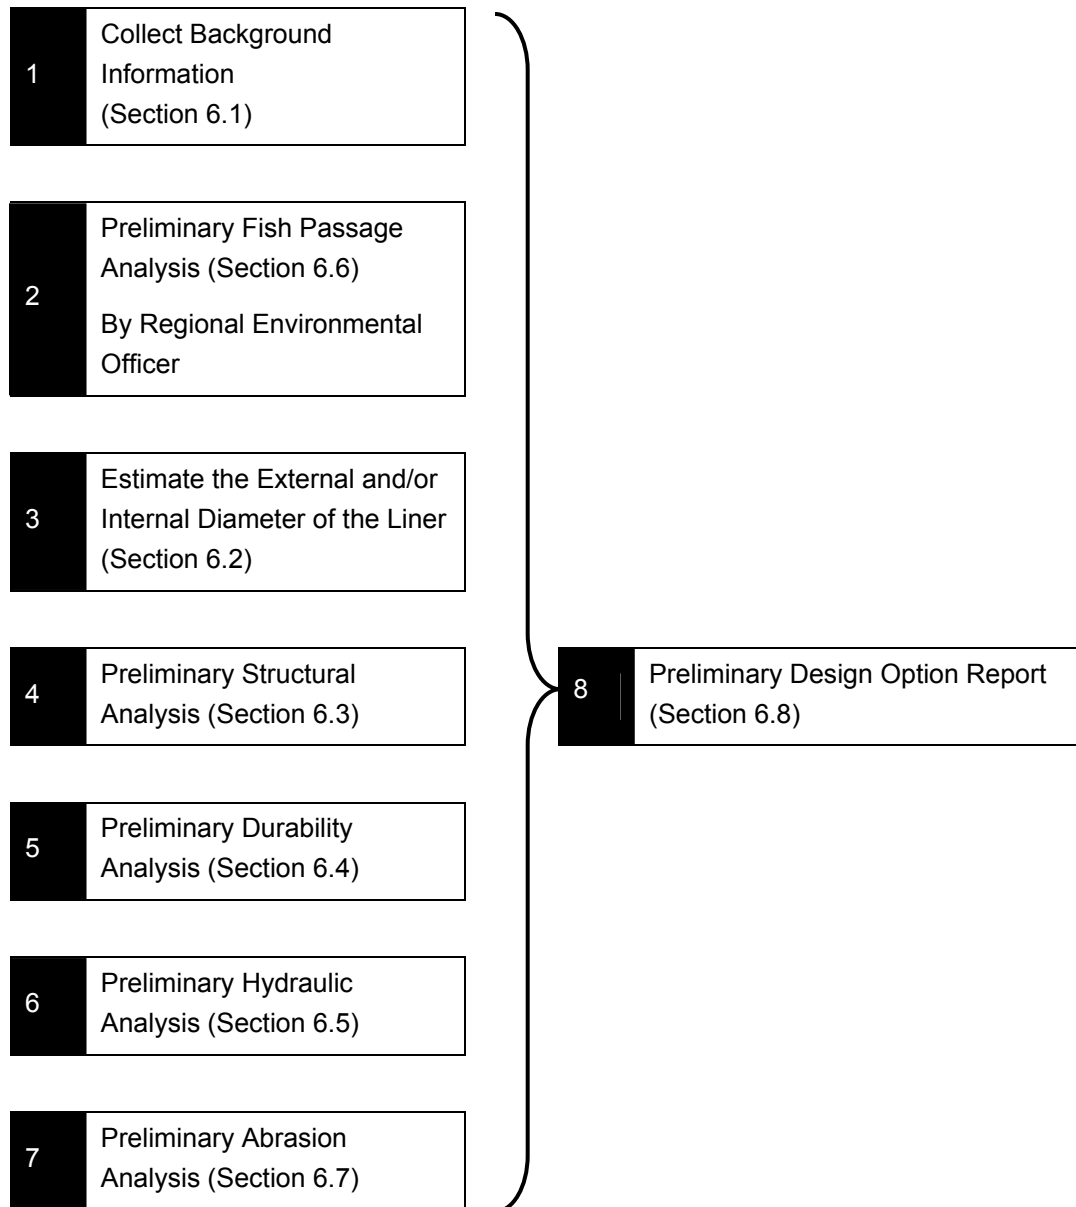 1
Collect Background
Information
(Section 6.1)
2
Preliminary Fish Passage
Analysis (Section 6.6)
By Regional Environmental
Officer
3
Estimate the External and/or
Internal Diameter of the Liner
(Section 6.2)
4
Preliminary Structural
Analysis (Section 6.3)
5
Preliminary Durability
Analysis (Section 6.4)
6
Preliminary Hydraulic
Analysis (Section 6.5)
7
Preliminary Abrasion
Analysis (Section 6.7)
8
Preliminary Design Option Report
(Section 6.8)